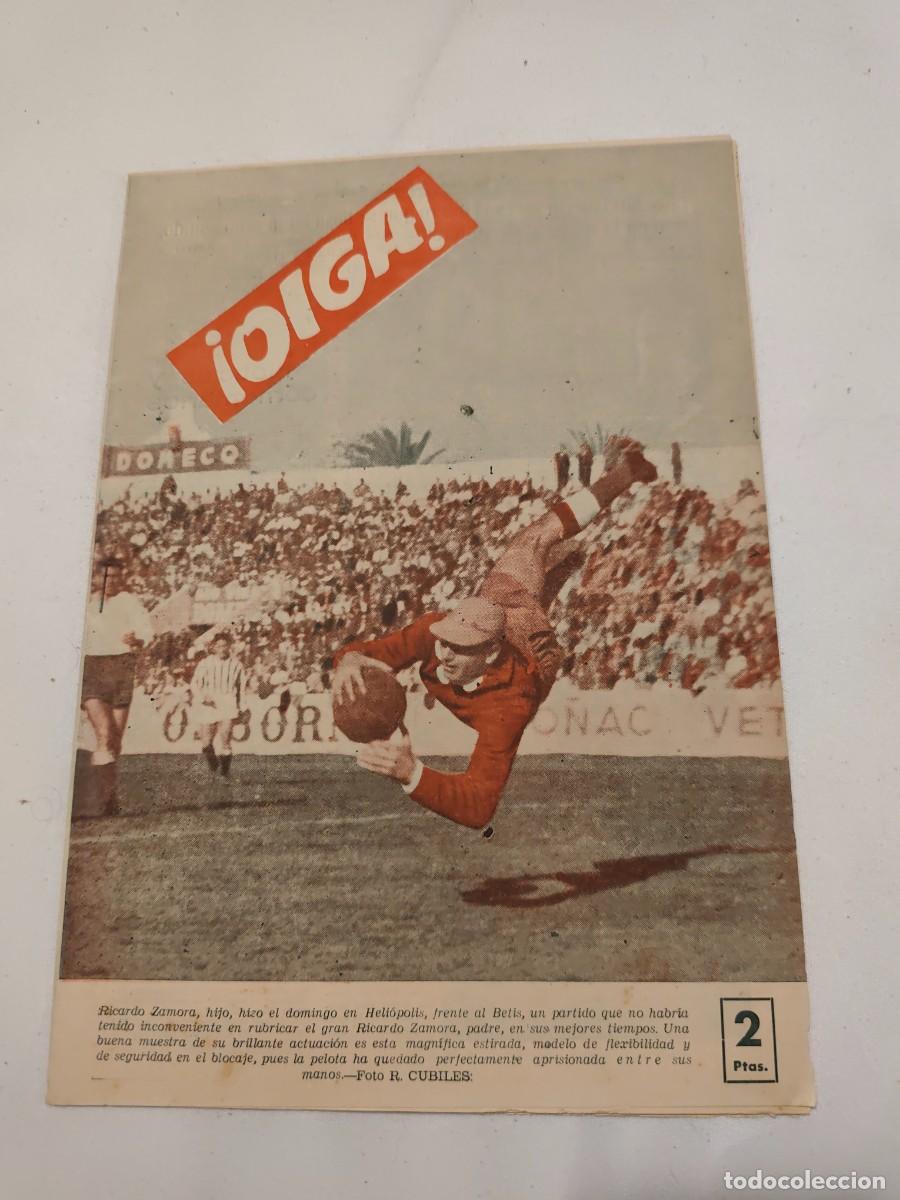 ¡OIGA!
DOMECQ
OSBORN
COÑAC VET
Ricardo Zamora, hijo, hizo el domingo en Heliópolis, frente al Betis, un partido que no habría
tenido inconveniente en rubricar el gran Ricardo Zamora, padre, en sus mejores tiempos. Una
buena muestra de su brillante actuación es esta magnífica estirada, modelo de flexibilidad y
de seguridad en el blocaje, pues la pelota ha quedado perfectamente aprisionada entre sus
manos.—Foto R. CUBILES:
2
Ptas.
todocoleccion